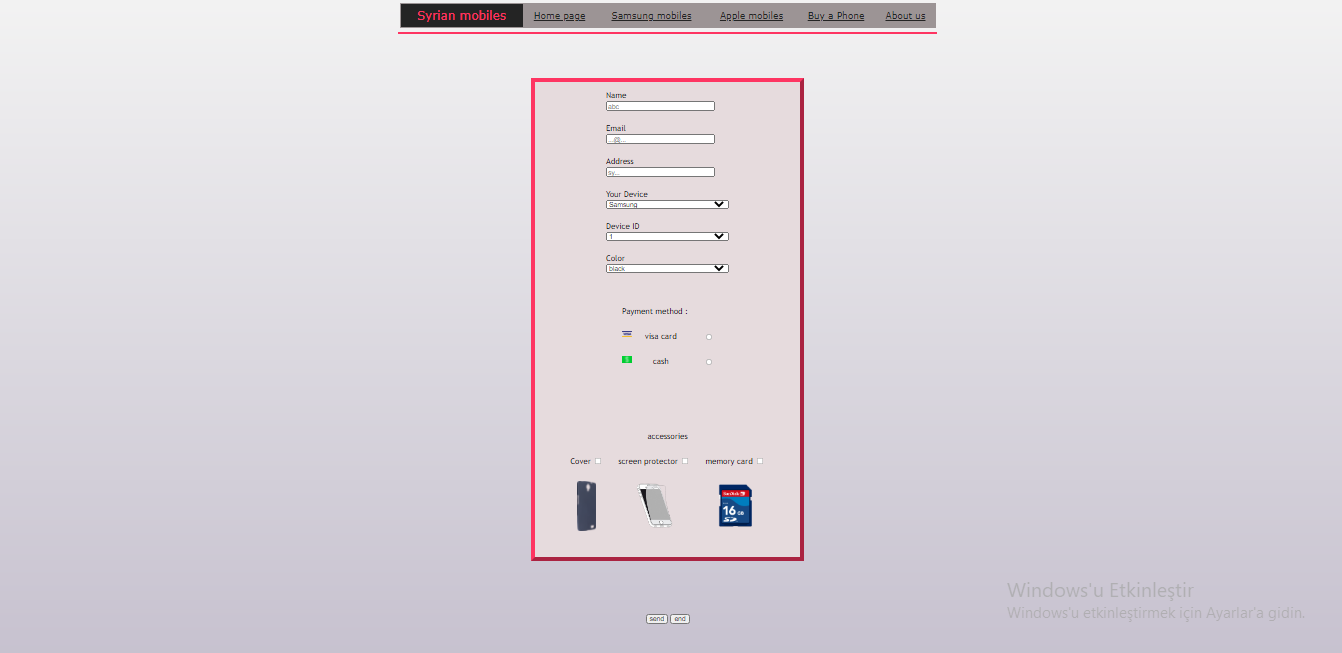 Syrian mobiles Home page Samsung mobiles Apple mobiles Buy a Phone About us
Name
abc
Email
...@...
Address
sy...
Your Device
Samsung
Device ID
1
Color
black
Payment method :
VISA visa card
cash
accessories
Cover screen protector memory card
SanDisk
16 GB
SD
Windows'u Etkinleştir
Windows'u etkinleştirmek için Ayarlar'a gidin.
send end